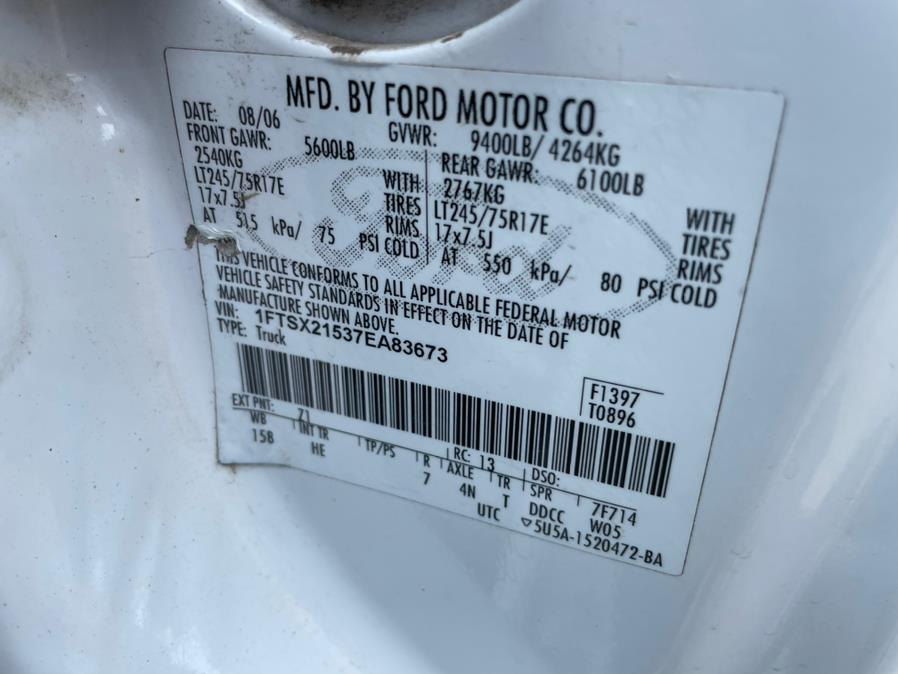 MFD. BY FORD MOTOR CO.
DATE: 08/06 GVWR: 9400LB/ 4264KG
FRONT GAWR: 5600LB REAR GAWR: 6100LB
2540KG WITH 2767KG WITH
LT245/75R17E TIRES LT245/75R17E TIRES
17x7.5J RIMS 17x7.5J RIMS
AT 515 kPa/ 75 PSI COLD AT 550 kPa/ 80 PSI COLD
Ford
THIS VEHICLE CONFORMS TO ALL APPLICABLE FEDERAL MOTOR
VEHICLE SAFETY STANDARDS IN EFFECT ON THE DATE OF
MANUFACTURE SHOWN ABOVE.
VIN: 1FTSX21537EA83673
TYPE: Truck
F1397
T0896
EXT PNT: Z1 RC: 13 DSO:
WB INT TR TP/PS R AXLE TR SPR 7F714
158 HE 7 4N T DDCC W05
UTC ▽5U5A-1520472-BA